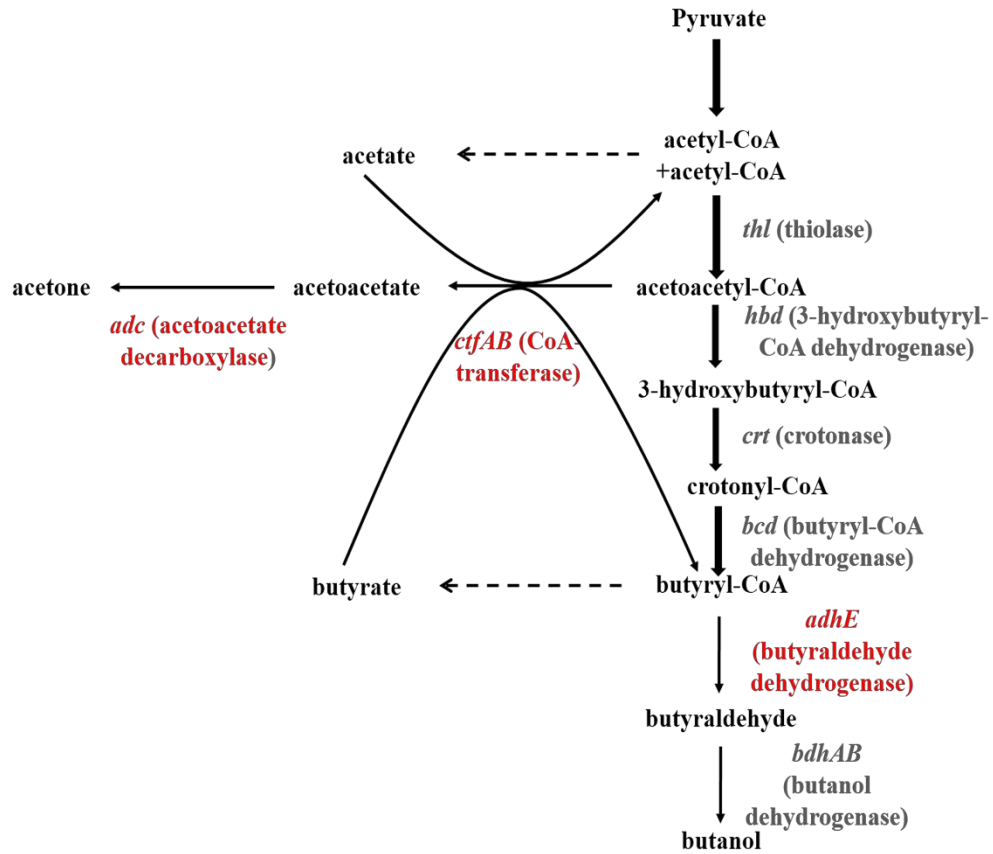 Pyruvate
acetyl-CoA
+acetyl-CoA
acetate
thl (thiolase)
acetone
acetoacetate
acetoacetyl-CoA
adc (acetoacetate
decarboxylase)
ctfAB (CoA-
transferase)
hbd (3-hydroxybutyryl-
CoA dehydrogenase)
3-hydroxybutyryl-CoA
crt (crotonase)
crotonyl-CoA
bcd (butyryl-CoA
dehydrogenase)
butyrate
butyryl-CoA
adhE
(butyraldehyde
dehydrogenase)
butyraldehyde
bdhAB
(butanol
dehydrogenase)
butanol